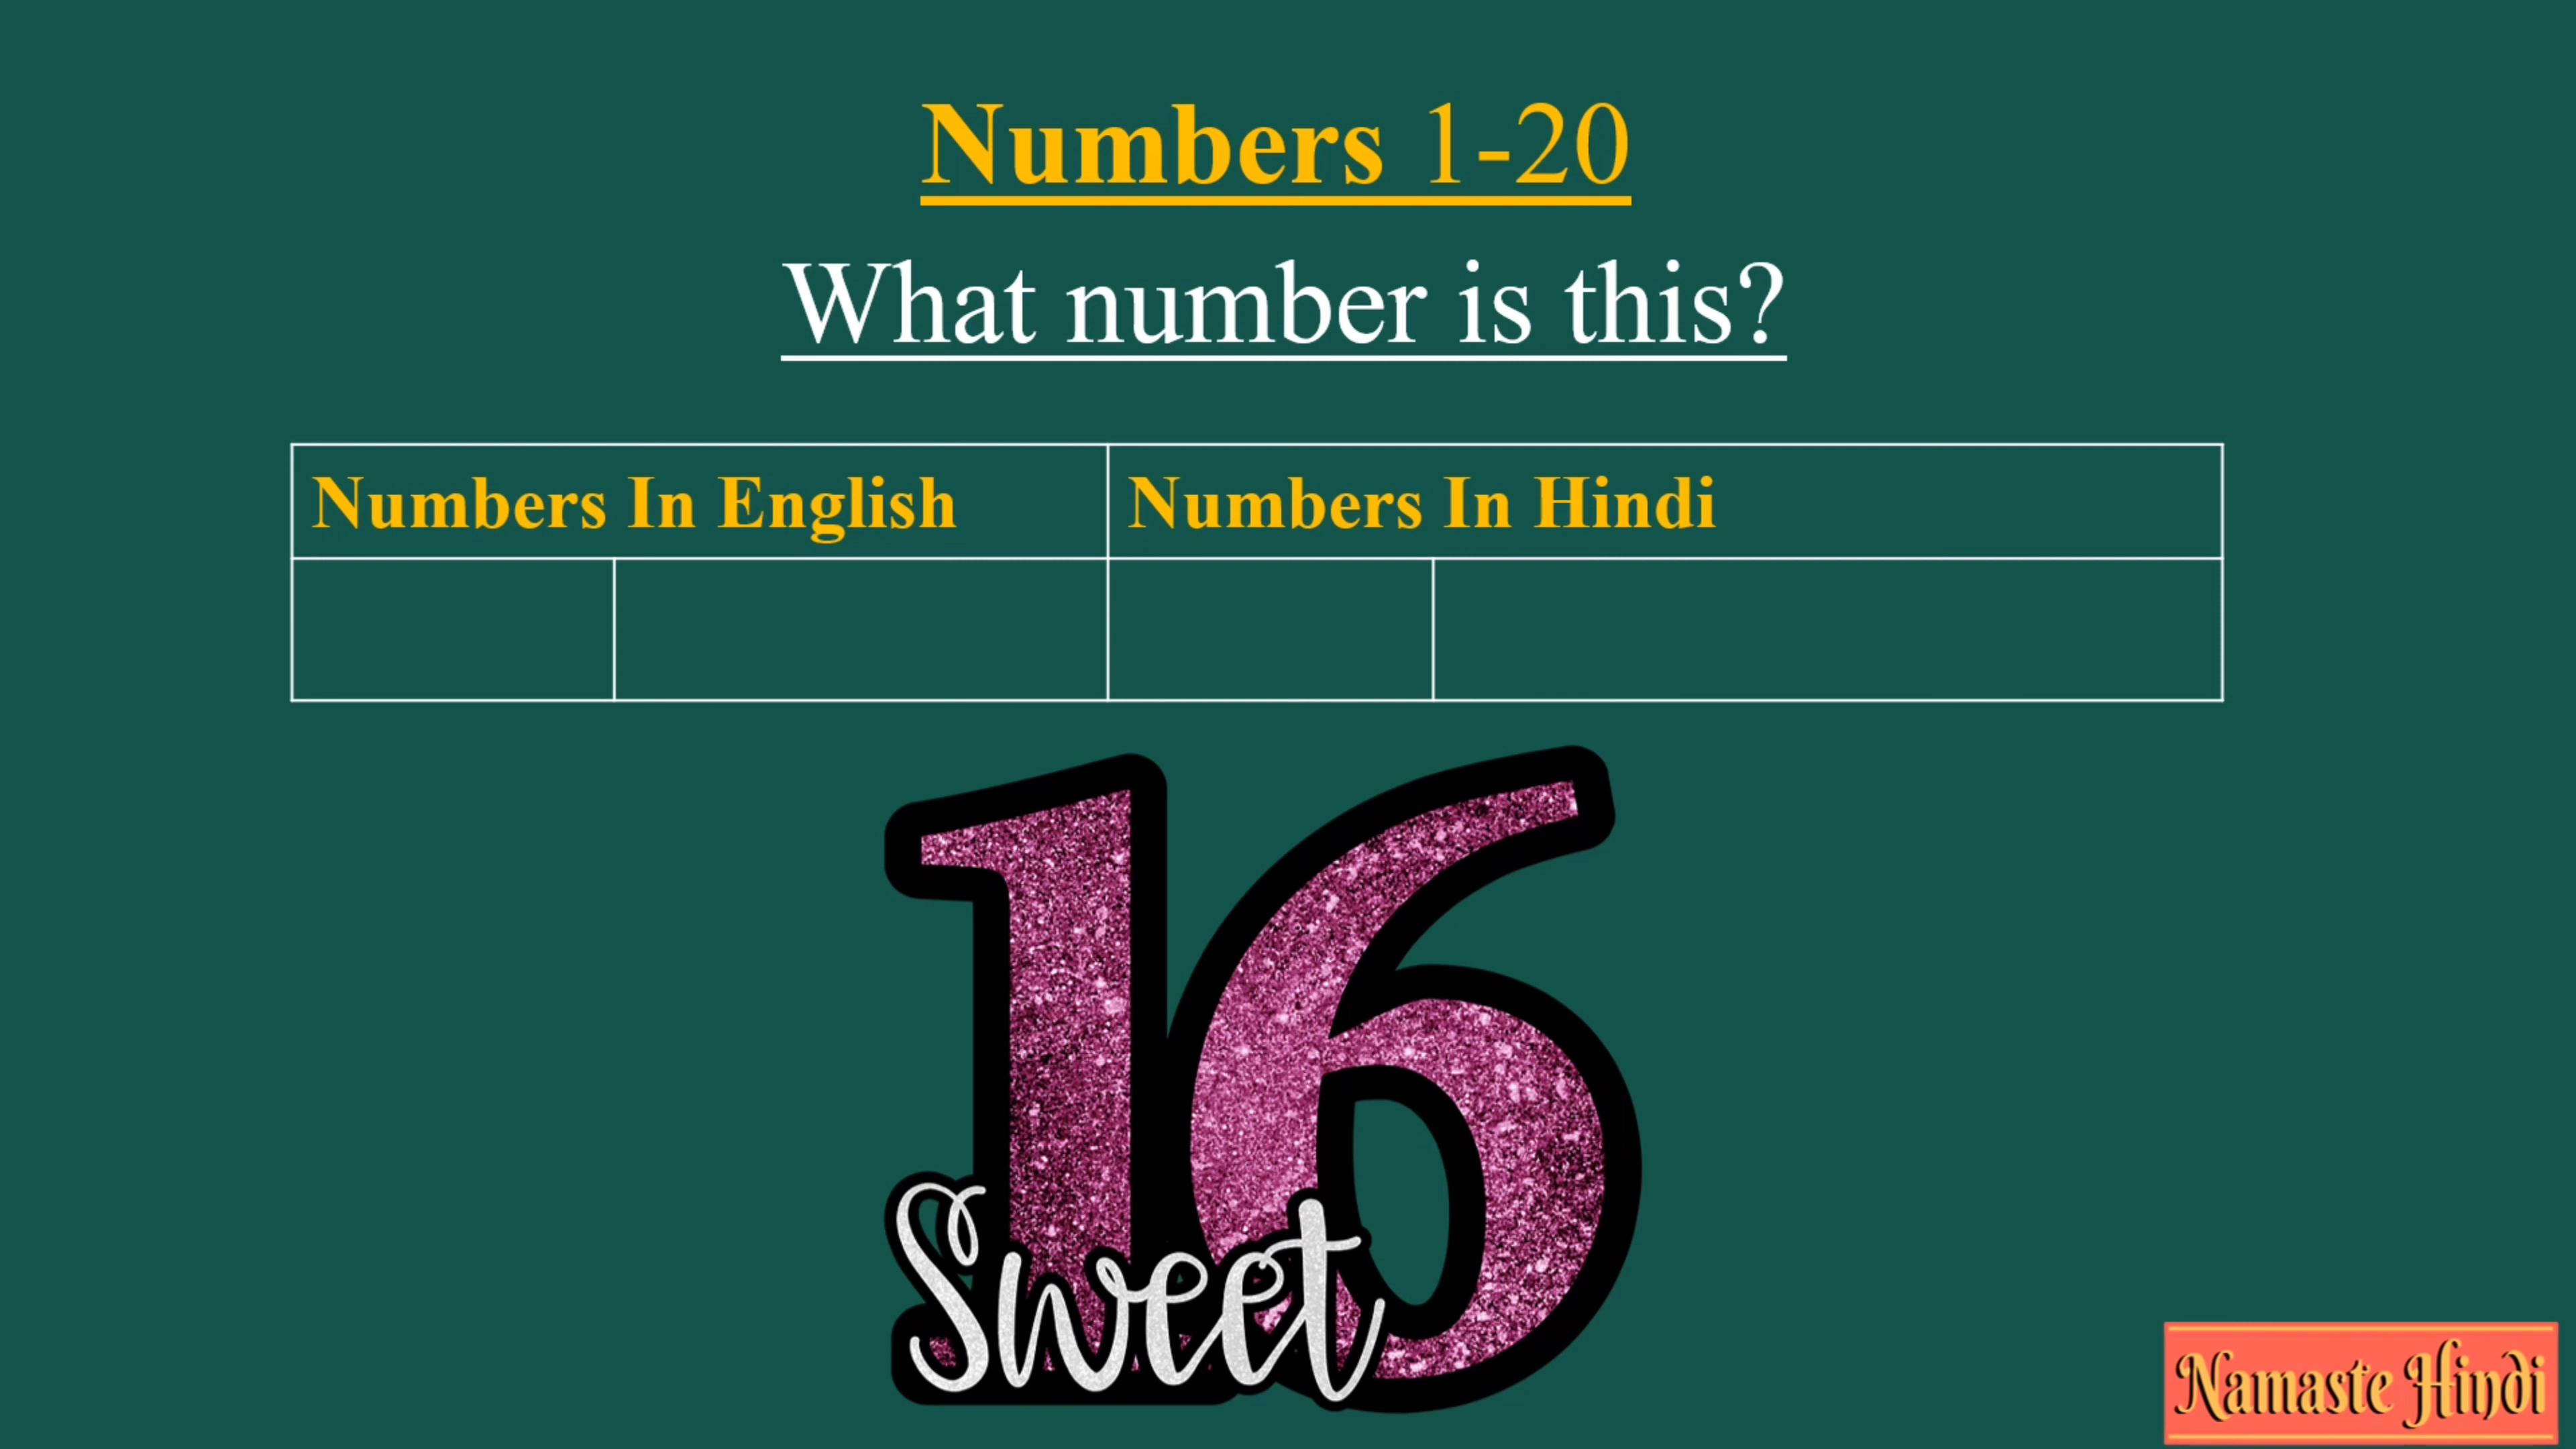 Numbers 1-20
What number is this?
Numbers In English
Numbers In Hindi
16
Sweet
Namaste Hindi